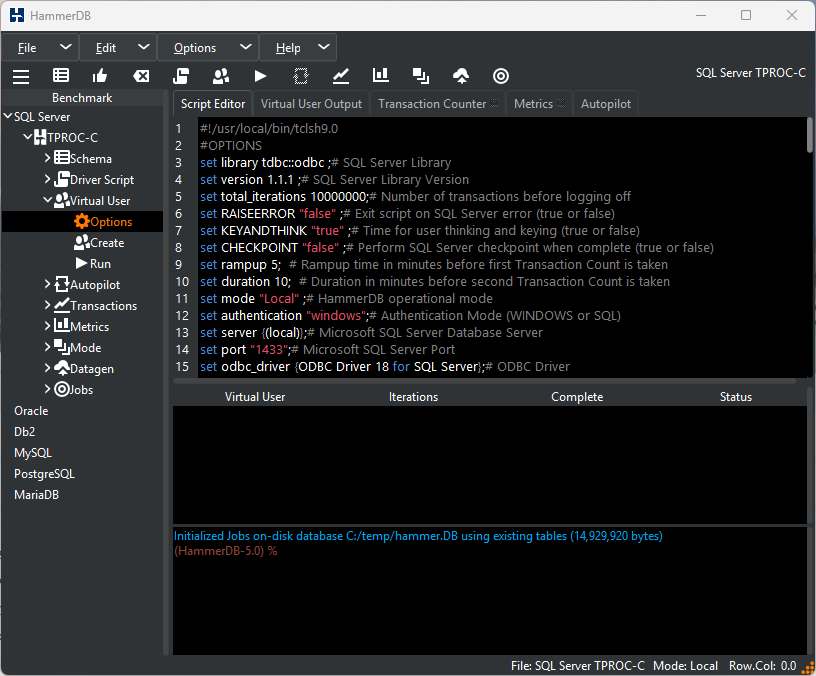 HammerDB
File Edit Options Help
SQL Server TPROC-C
Benchmark
SQL Server
TPROC-C
Schema
Driver Script
Virtual User
Options
Create
Run
Autopilot
Transactions
Metrics
Mode
Datagen
Jobs
Oracle
Db2
MySQL
PostgreSQL
MariaDB
Script Editor Virtual User Output Transaction Counter Metrics Autopilot
1 #!/usr/local/bin/tclsh9.0
2 #OPTIONS
3 set library tdbc::odbc ;# SQL Server Library
4 set version 1.1.1 ;# SQL Server Library Version
5 set total_iterations 10000000;# Number of transactions before logging off
6 set RAISEERROR "false" ;# Exit script on SQL Server error (true or false)
7 set KEYANDTHINK "true" ;# Time for user thinking and keying (true or false)
8 set CHECKPOINT "false" ;# Perform SQL Server checkpoint when complete (true or false)
9 set rampup 5;  # Rampup time in minutes before first Transaction Count is taken
10 set duration 10;  # Duration in minutes before second Transaction Count is taken
11 set mode "Local" ;# HammerDB operational mode
12 set authentication "windows";# Authentication Mode (WINDOWS or SQL)
13 set server {(local)};# Microsoft SQL Server Database Server
14 set port "1433";# Microsoft SQL Server Port
15 set odbc_driver {ODBC Driver 18 for SQL Server};# ODBC Driver
Virtual User Iterations Complete Status
Initialized Jobs on-disk database C:/temp/hammer.DB using existing tables (14,929,920 bytes)
(HammerDB-5.0) %
File: SQL Server TPROC-C Mode: Local Row.Col: 0.0